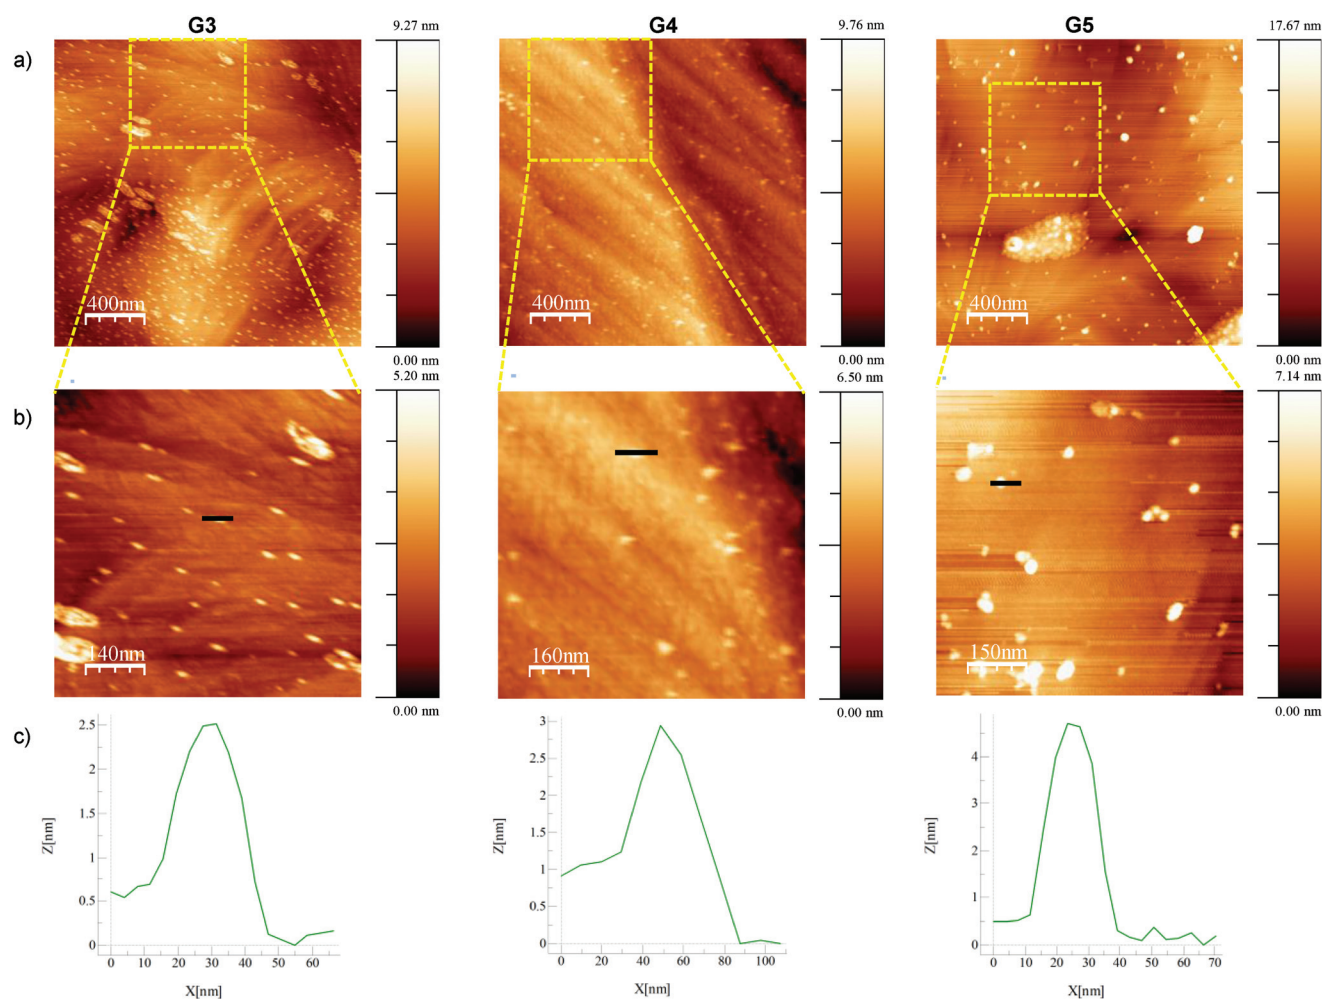 G3
G4
G5
a)
9.27 nm
9.76 nm
17.67 nm
400nm
400nm
400nm
0.00 nm
0.00 nm
0.00 nm
b)
5.20 nm
6.50 nm
7.14 nm
140nm
160nm
150nm
0.00 nm
0.00 nm
0.00 nm
c)
2.5
2
1.5
1
0.5
0
Z[nm]
0 10 20 30 40 50 60
X[nm]
3
2.5
2
1.5
1
0.5
0
Z[nm]
0 20 40 60 80 100
X[nm]
4
3
2
1
0
Z[nm]
0 10 20 30 40 50 60 70
X[nm]